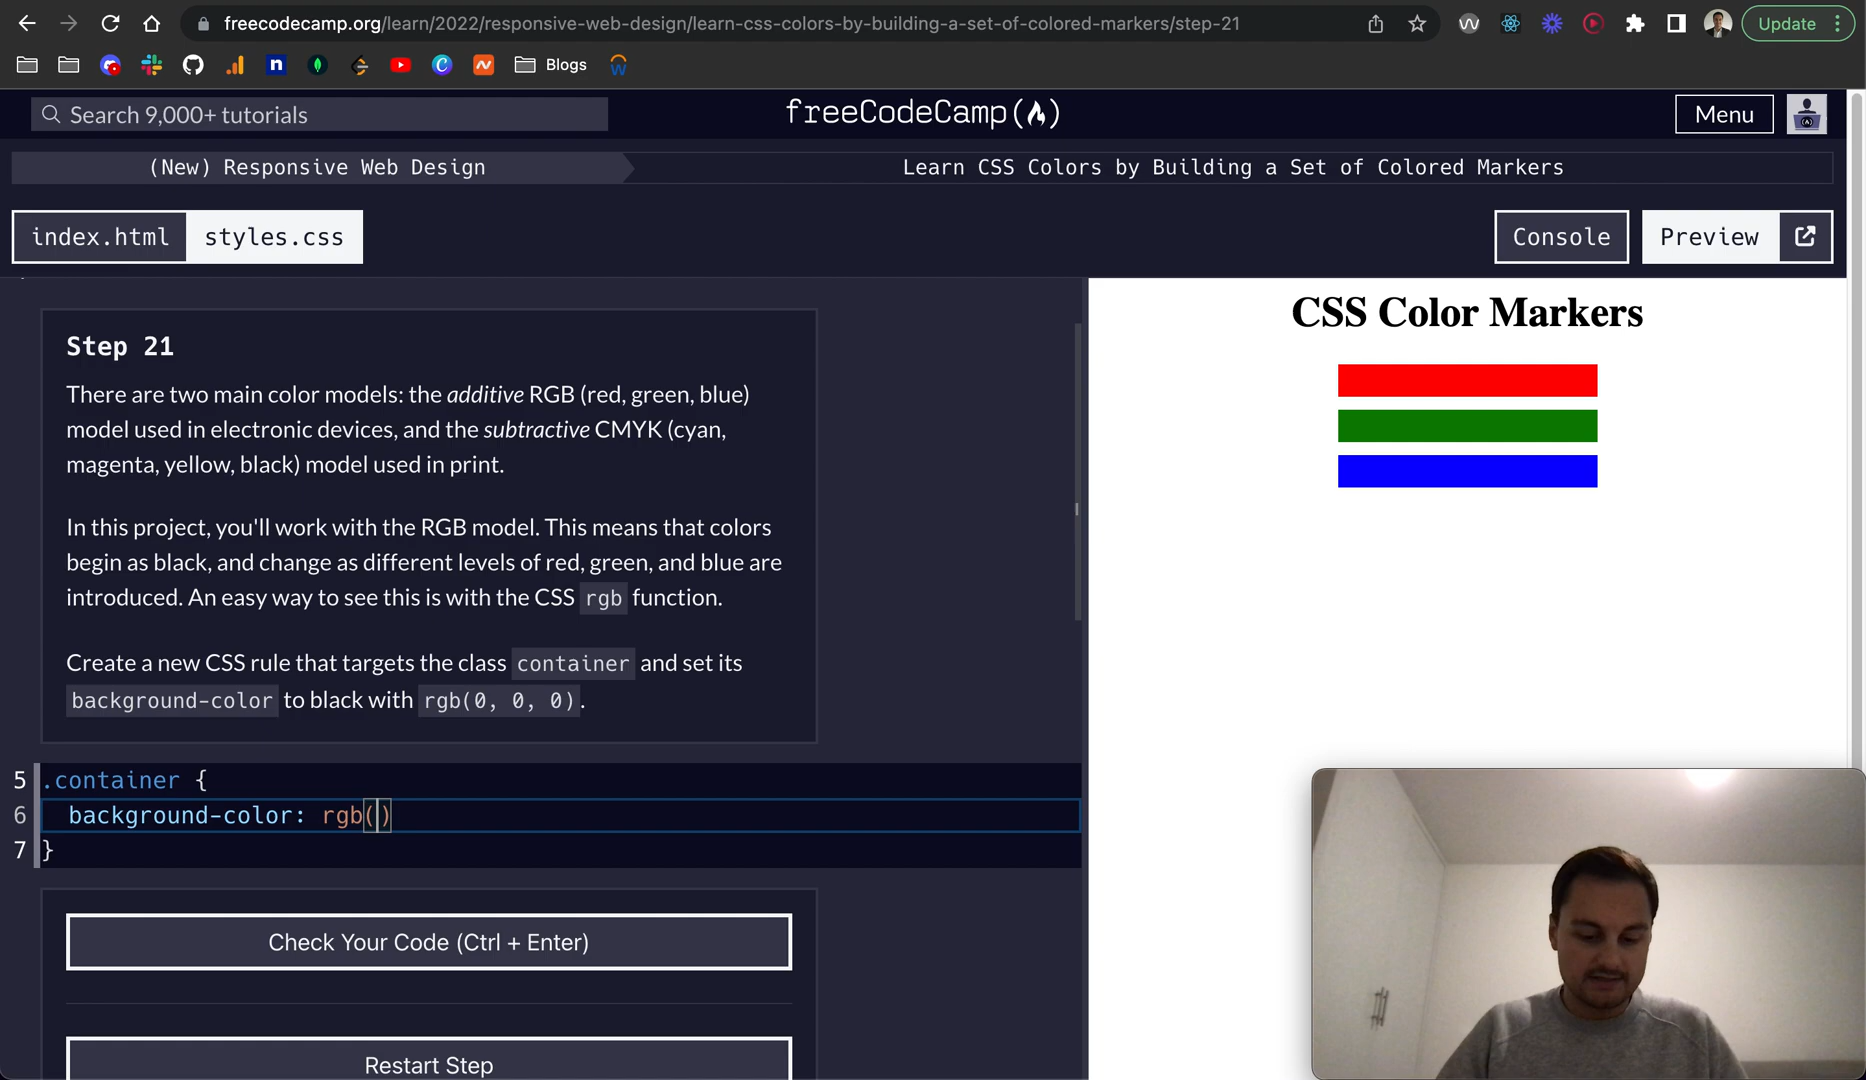 freecodecamp.org/learn/2022/responsive-web-design/learn-css-colors-by-building-a-set-of-colored-markers/step-21
Update
Blogs
Search 9,000+ tutorials
freeCodeCamp
Menu
(New) Responsive Web Design
Learn CSS Colors by Building a Set of Colored Markers
index.html
styles.css
Console
Preview
Step 21
There are two main color models: the additive RGB (red, green, blue)
model used in electronic devices, and the subtractive CMYK (cyan,
magenta, yellow, black) model used in print.
In this project, you'll work with the RGB model. This means that colors
begin as black, and change as different levels of red, green, and blue are
introduced. An easy way to see this is with the CSS rgb function.
Create a new CSS rule that targets the class container and set its
background-color to black with rgb(0, 0, 0).
5 .container {
6 background-color: rgb()
7 }
Check Your Code (Ctrl + Enter)
Restart Step
CSS Color Markers